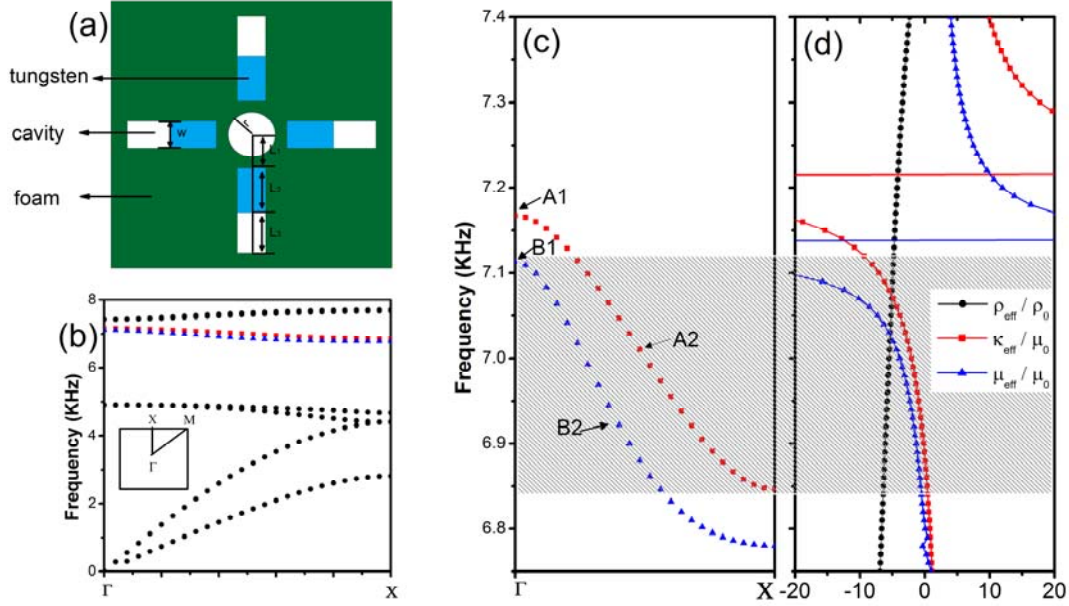 (a)
tungsten
cavity
foam
W
r
L₁
L₂
(b)
8
6
4
2
0
Frequency (KHz)
X M
Γ
Γ X
(c)
7.4
7.3
7.2
7.1
7.0
6.9
6.8
Frequency (KHz)
A1
B1
A2
B2
Γ X
(d)
ρeff / ρ0
κeff / μ0
μeff / μ0
-20 -10 0 10 20